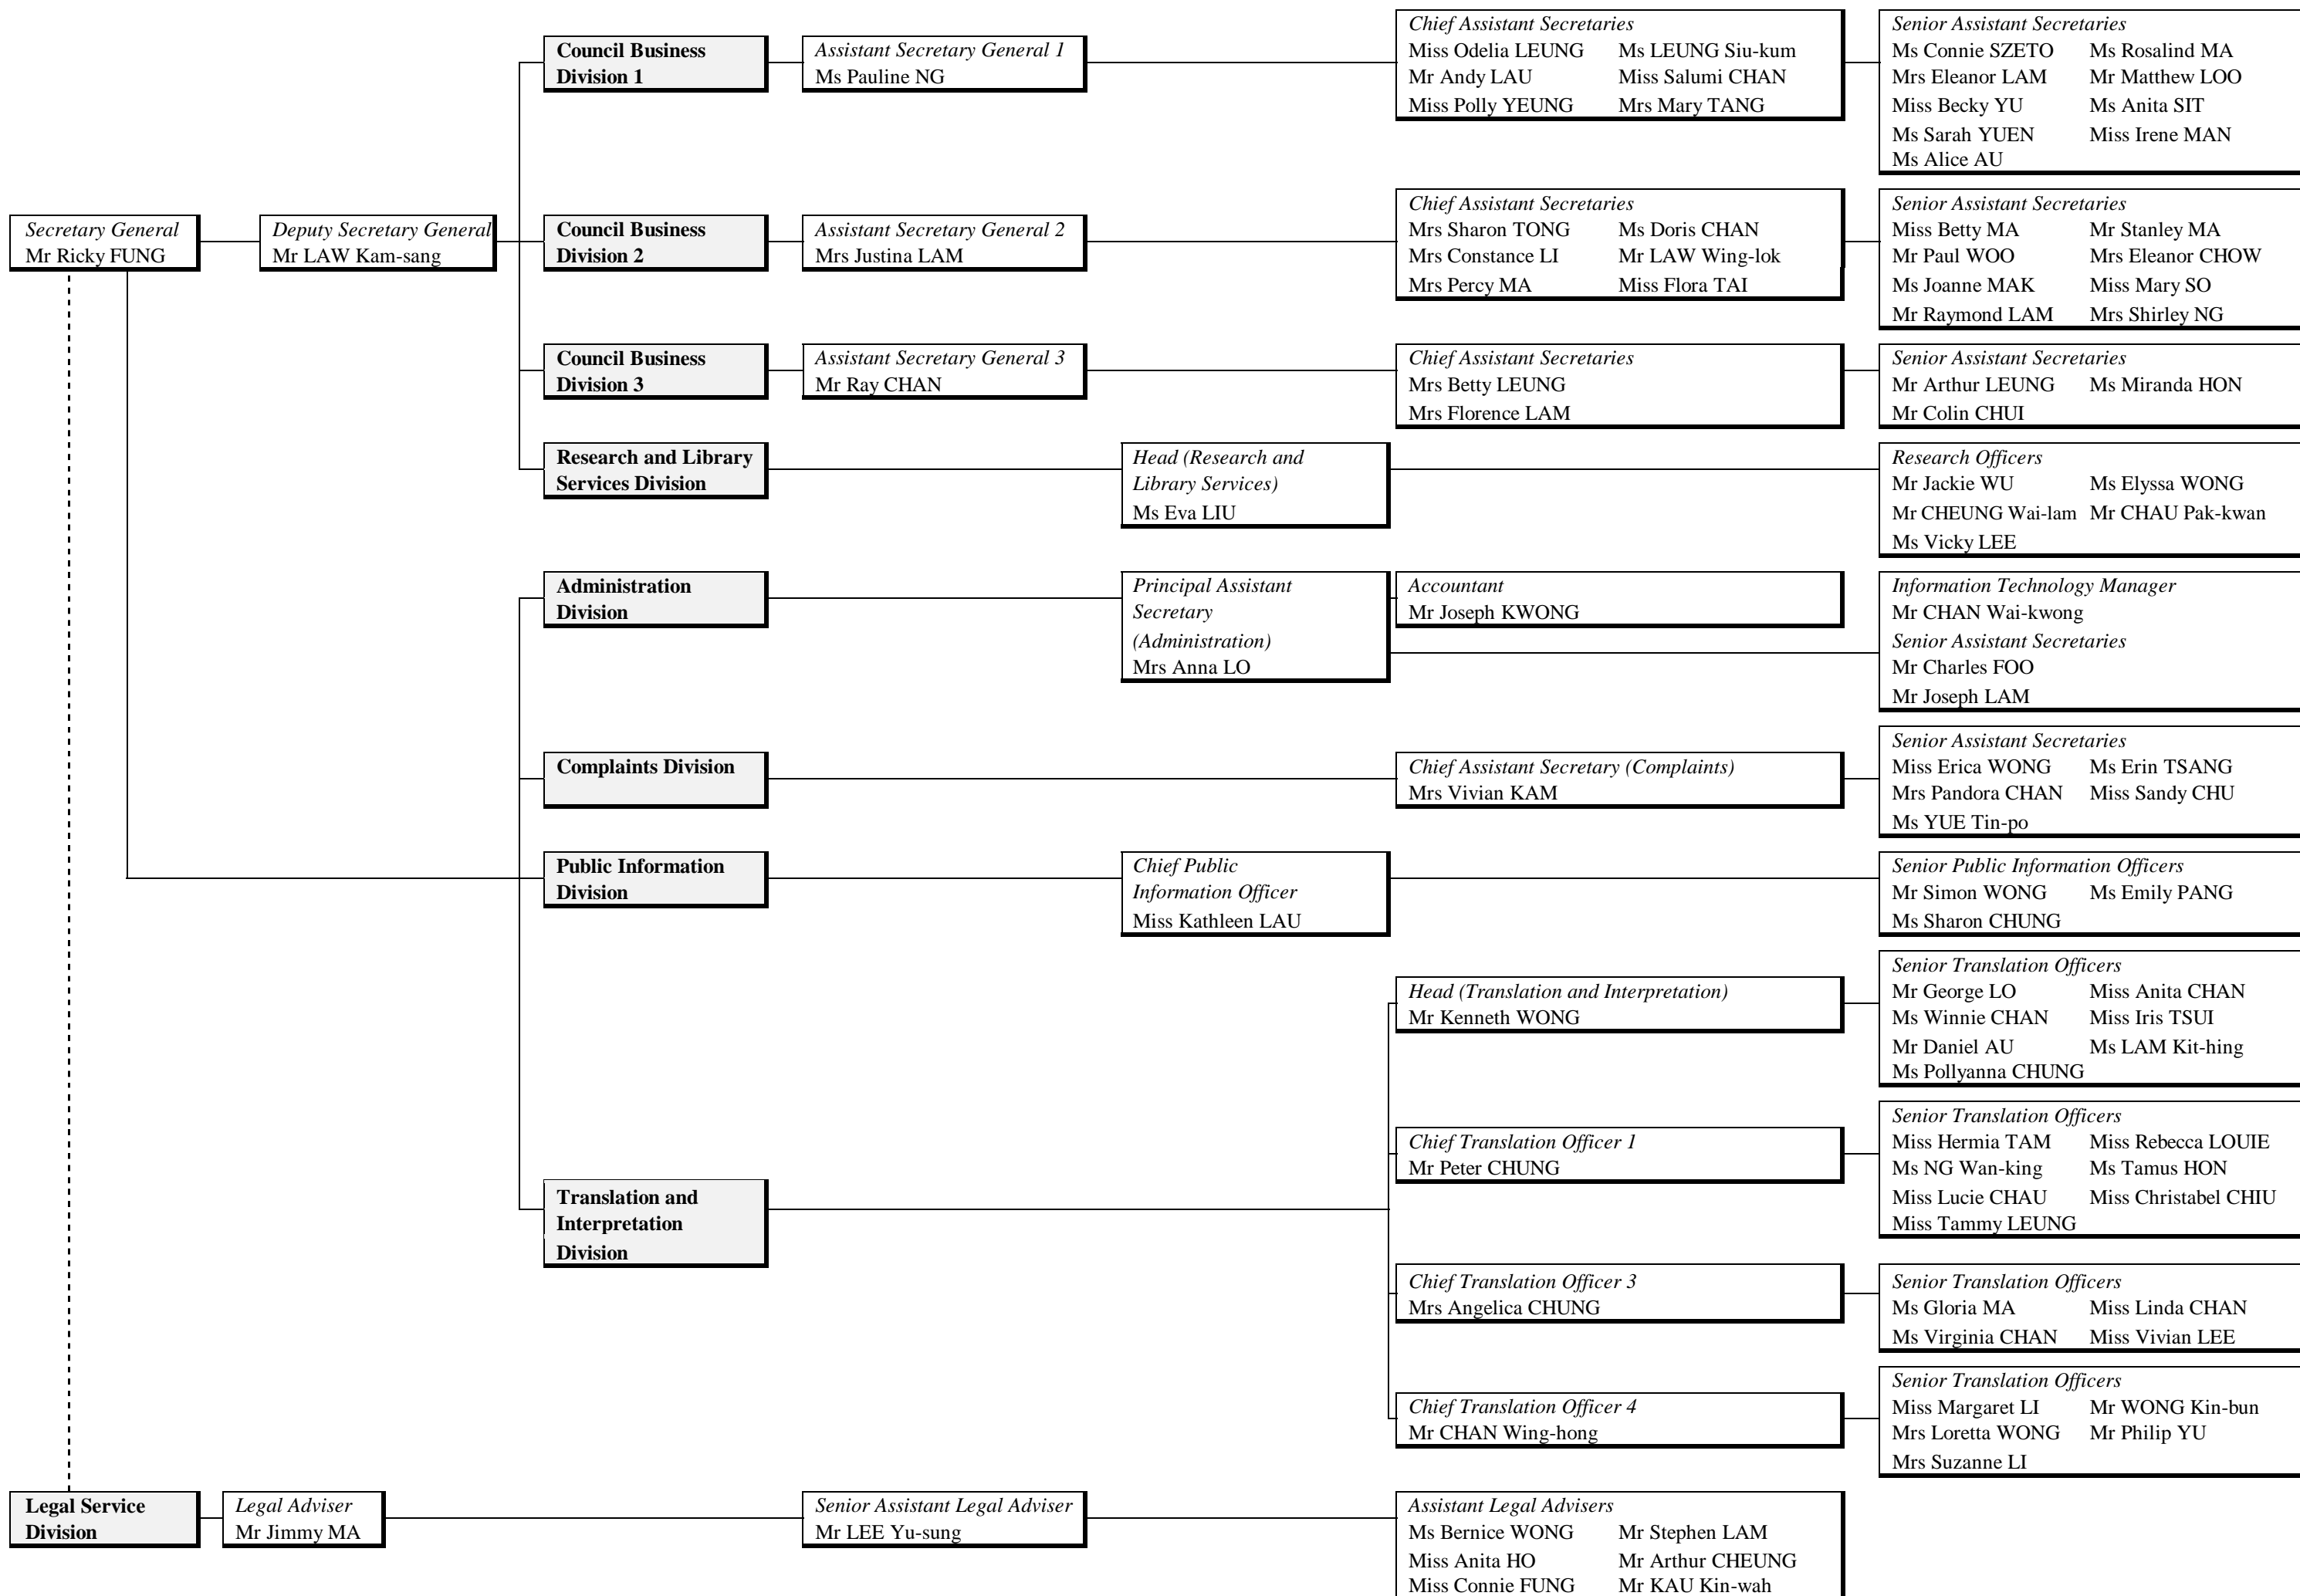 Secretary General
Mr Ricky FUNG
Deputy Secretary General
Mr LAW Kam-sang
Council Business
Division 1
Assistant Secretary General 1
Ms Pauline NG
Chief Assistant Secretaries
Miss Odelia LEUNG Ms LEUNG Siu-kum
Mr Andy LAU Miss Salumi CHAN
Miss Polly YEUNG Mrs Mary TANG
Senior Assistant Secretaries
Ms Connie SZETO Ms Rosalind MA
Mrs Eleanor LAM Mr Matthew LOO
Miss Becky YU Ms Anita SIT
Ms Sarah YUEN Miss Irene MAN
Ms Alice AU
Council Business
Division 2
Assistant Secretary General 2
Mrs Justina LAM
Chief Assistant Secretaries
Mrs Sharon TONG Ms Doris CHAN
Mrs Constance LI Mr LAW Wing-lok
Mrs Percy MA Miss Flora TAI
Senior Assistant Secretaries
Miss Betty MA Mr Stanley MA
Mr Paul WOO Mrs Eleanor CHOW
Ms Joanne MAK Miss Mary SO
Mr Raymond LAM Mrs Shirley NG
Council Business
Division 3
Assistant Secretary General 3
Mr Ray CHAN
Chief Assistant Secretaries
Mrs Betty LEUNG
Mrs Florence LAM
Senior Assistant Secretaries
Mr Arthur LEUNG Ms Miranda HON
Mr Colin CHUI
Research and Library
Services Division
Head (Research and
Library Services)
Ms Eva LIU
Research Officers
Mr Jackie WU Ms Elyssa WONG
Mr CHEUNG Wai-lam Mr CHAU Pak-kwan
Ms Vicky LEE
Administration
Division
Principal Assistant
Secretary
(Administration)
Mrs Anna LO
Accountant
Mr Joseph KWONG
Information Technology Manager
Mr CHAN Wai-kwong
Senior Assistant Secretaries
Mr Charles FOO
Mr Joseph LAM
Complaints Division
Chief Assistant Secretary (Complaints)
Mrs Vivian KAM
Senior Assistant Secretaries
Miss Erica WONG Ms Erin TSANG
Mrs Pandora CHAN Miss Sandy CHU
Ms YUE Tin-po
Public Information
Division
Chief Public
Information Officer
Miss Kathleen LAU
Senior Public Information Officers
Mr Simon WONG Ms Emily PANG
Ms Sharon CHUNG
Translation and
Interpretation
Division
Head (Translation and Interpretation)
Mr Kenneth WONG
Senior Translation Officers
Mr George LO Miss Anita CHAN
Ms Winnie CHAN Miss Iris TSUI
Mr Daniel AU Ms LAM Kit-hing
Ms Pollyanna CHUNG
Chief Translation Officer 1
Mr Peter CHUNG
Senior Translation Officers
Miss Hermia TAM Miss Rebecca LOUIE
Ms NG Wan-king Ms Tamus HON
Miss Lucie CHAU Miss Christabel CHIU
Miss Tammy LEUNG
Chief Translation Officer 3
Mrs Angelica CHUNG
Senior Translation Officers
Ms Gloria MA Miss Linda CHAN
Ms Virginia CHAN Miss Vivian LEE
Chief Translation Officer 4
Mr CHAN Wing-hong
Senior Translation Officers
Miss Margaret LI Mr WONG Kin-bun
Mrs Loretta WONG Mr Philip YU
Mrs Suzanne LI
Legal Service
Division
Legal Adviser
Mr Jimmy MA
Senior Assistant Legal Adviser
Mr LEE Yu-sung
Assistant Legal Advisers
Ms Bernice WONG Mr Stephen LAM
Miss Anita HO Mr Arthur CHEUNG
Miss Connie FUNG Mr KAU Kin-wah